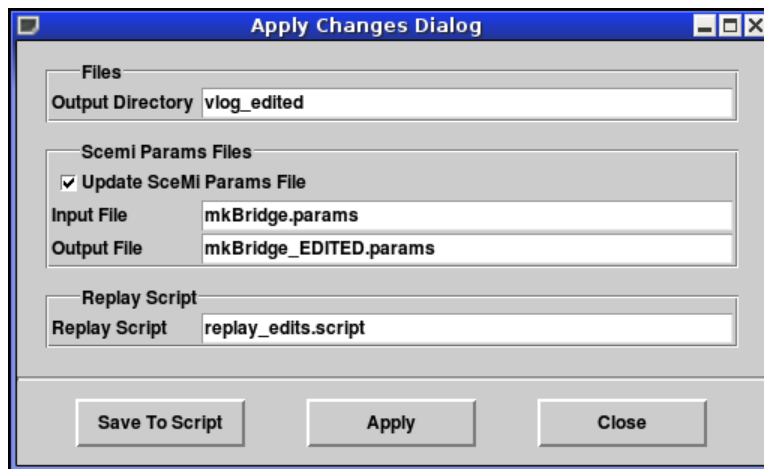 Apply Changes Dialog
Files
Output Directory vlog_edited
Scemi Params Files
Update SceMi Params File
Input File mkBridge.params
Output File mkBridge_EDITED.params
Replay Script
Replay Script replay_edits.script
Save To Script Apply Close